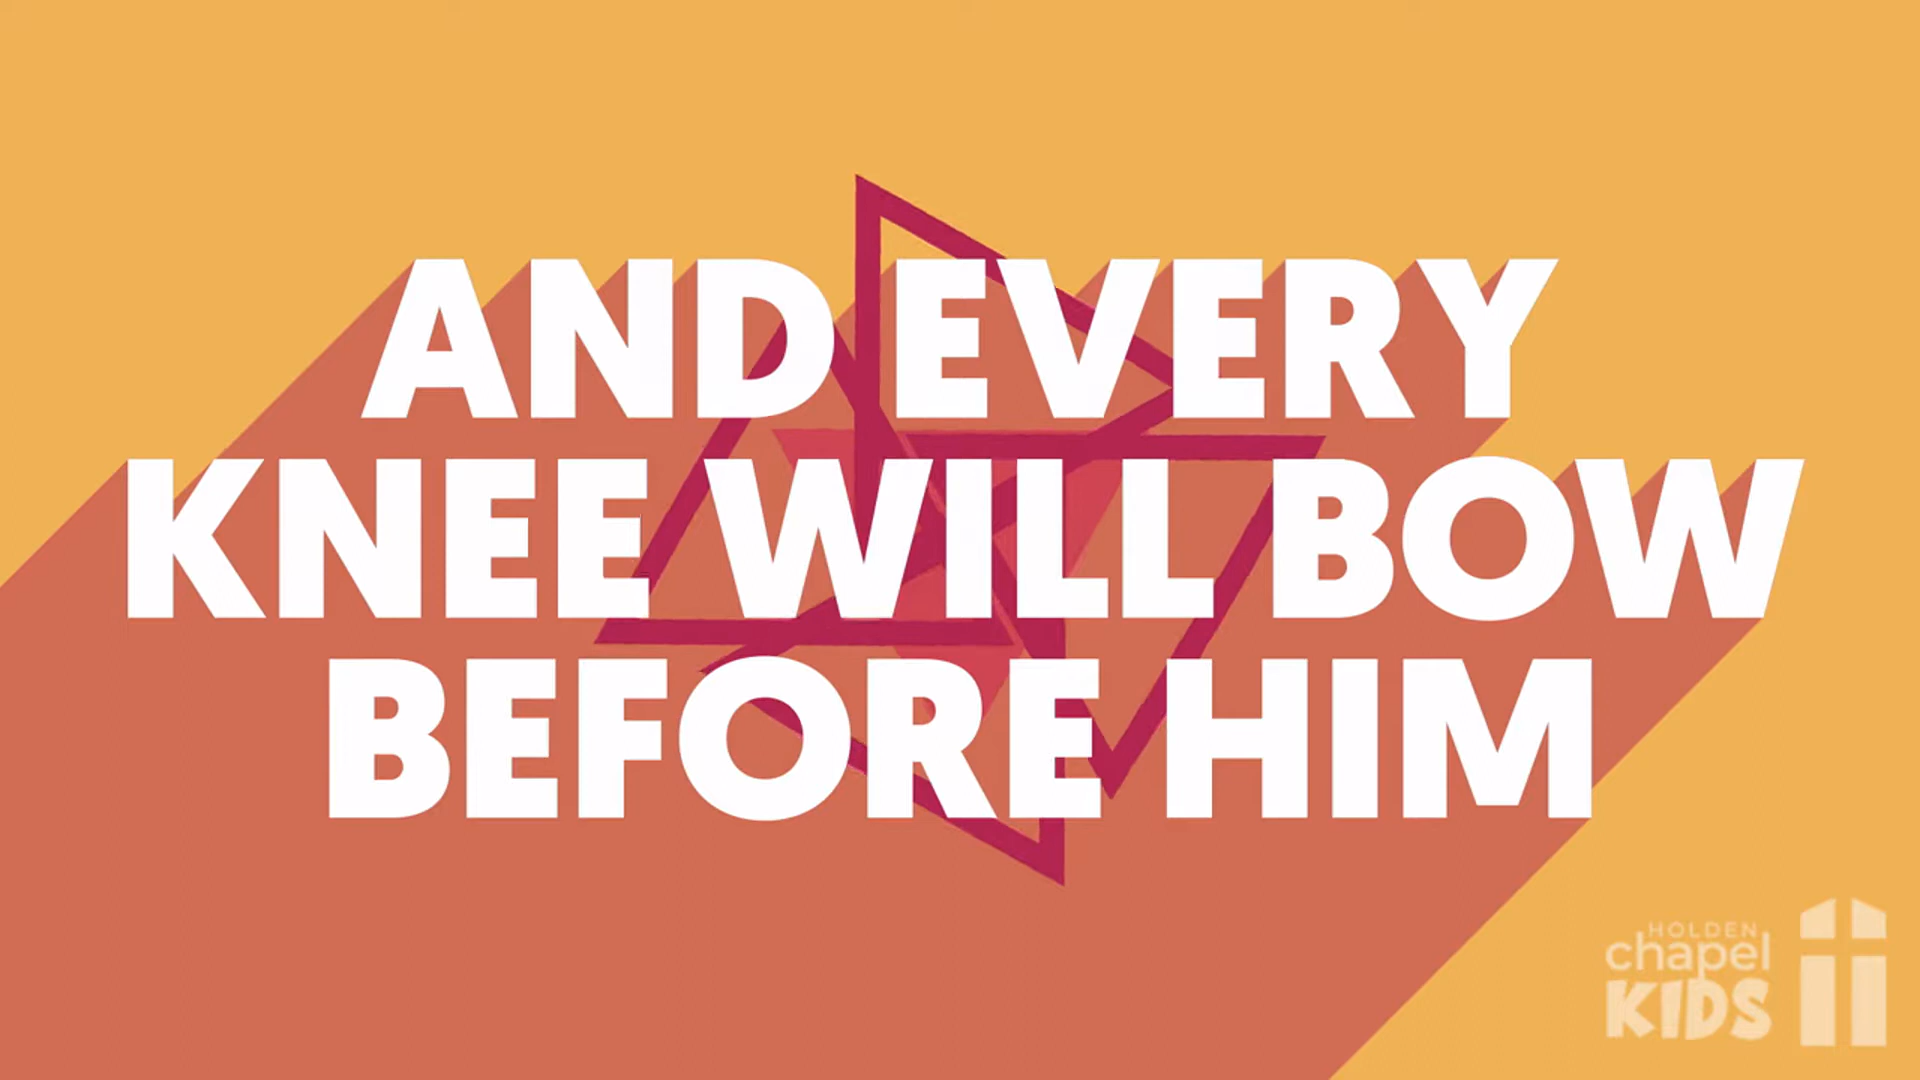 AND EVERY
KNEE WILL BOW
BEFORE HIM
HOLDEN
chapel
KIDS